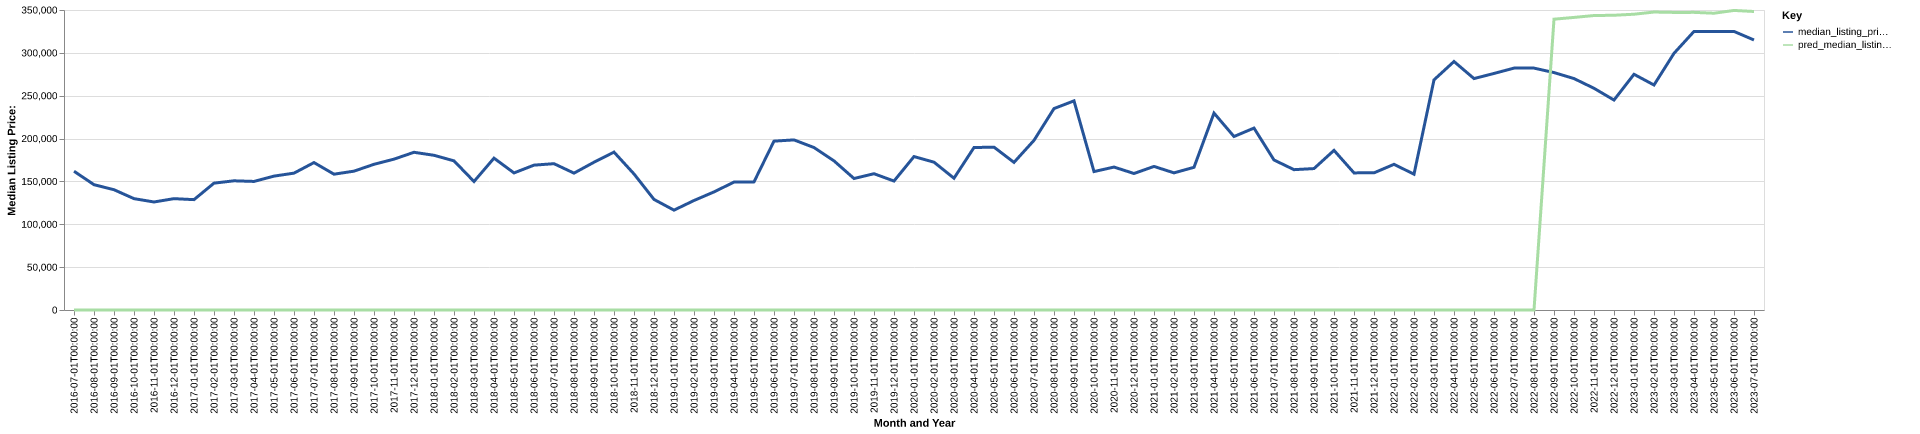 350,000
300,000
250,000
200,000
150,000
100,000
50,000
0
Median Listing Price:
2016-07-01T00:00:00
2016-08-01T00:00:00
2016-09-01T00:00:00
2016-10-01T00:00:00
2016-11-01T00:00:00
2016-12-01T00:00:00
2017-01-01T00:00:00
2017-02-01T00:00:00
2017-03-01T00:00:00
2017-04-01T00:00:00
2017-05-01T00:00:00
2017-06-01T00:00:00
2017-07-01T00:00:00
2017-08-01T00:00:00
2017-09-01T00:00:00
2017-10-01T00:00:00
2017-11-01T00:00:00
2017-12-01T00:00:00
2018-01-01T00:00:00
2018-02-01T00:00:00
2018-03-01T00:00:00
2018-04-01T00:00:00
2018-05-01T00:00:00
2018-06-01T00:00:00
2018-07-01T00:00:00
2018-08-01T00:00:00
2018-09-01T00:00:00
2018-10-01T00:00:00
2018-11-01T00:00:00
2018-12-01T00:00:00
2019-01-01T00:00:00
2019-02-01T00:00:00
2019-03-01T00:00:00
2019-04-01T00:00:00
2019-05-01T00:00:00
2019-06-01T00:00:00
2019-07-01T00:00:00
2019-08-01T00:00:00
2019-09-01T00:00:00
2019-10-01T00:00:00
2019-11-01T00:00:00
2019-12-01T00:00:00
2020-01-01T00:00:00
2020-02-01T00:00:00
2020-03-01T00:00:00
2020-04-01T00:00:00
2020-05-01T00:00:00
2020-06-01T00:00:00
2020-07-01T00:00:00
2020-08-01T00:00:00
2020-09-01T00:00:00
2020-10-01T00:00:00
2020-11-01T00:00:00
2020-12-01T00:00:00
2021-01-01T00:00:00
2021-02-01T00:00:00
2021-03-01T00:00:00
2021-04-01T00:00:00
2021-05-01T00:00:00
2021-06-01T00:00:00
2021-07-01T00:00:00
2021-08-01T00:00:00
2021-09-01T00:00:00
2021-10-01T00:00:00
2021-11-01T00:00:00
2021-12-01T00:00:00
2022-01-01T00:00:00
2022-02-01T00:00:00
2022-03-01T00:00:00
2022-04-01T00:00:00
2022-05-01T00:00:00
2022-06-01T00:00:00
2022-07-01T00:00:00
2022-08-01T00:00:00
2022-09-01T00:00:00
2022-10-01T00:00:00
2022-11-01T00:00:00
2022-12-01T00:00:00
2023-01-01T00:00:00
2023-02-01T00:00:00
2023-03-01T00:00:00
2023-04-01T00:00:00
2023-05-01T00:00:00
2023-06-01T00:00:00
2023-07-01T00:00:00
Month and Year
Key
median_listing_pri…
pred_median_listin…